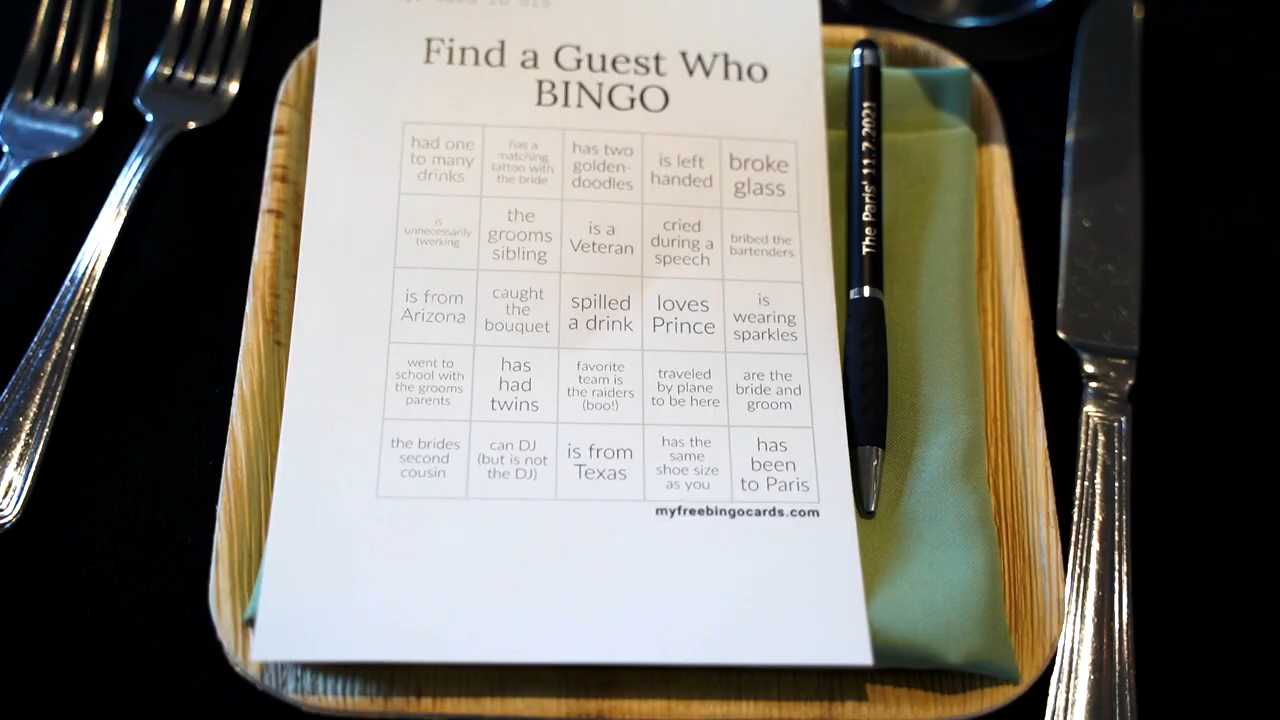 Find a Guest Who
BINGO
had one
to many
drinks
has a
matching
tattoo with
the bride
has two
golden-
doodles
is left
handed
broke
glass
is
unnecessarily
twerking
the
grooms
sibling
is a
Veteran
cried
during a
speech
bribed the
bartenders
is from
Arizona
caught
the
bouquet
spilled
a drink
loves
Prince
is
wearing
sparkles
went to
school with
the grooms
parents
has
had
twins
favorite
team is
the raiders
(boo!)
traveled
by plane
to be here
are the
bride and
groom
the brides
second
cousin
can DJ
(but is not
the DJ)
is from
Texas
has the
same
shoe size
as you
has
been
to Paris
myfreebingocards.com
The Paris' 11.2.2021